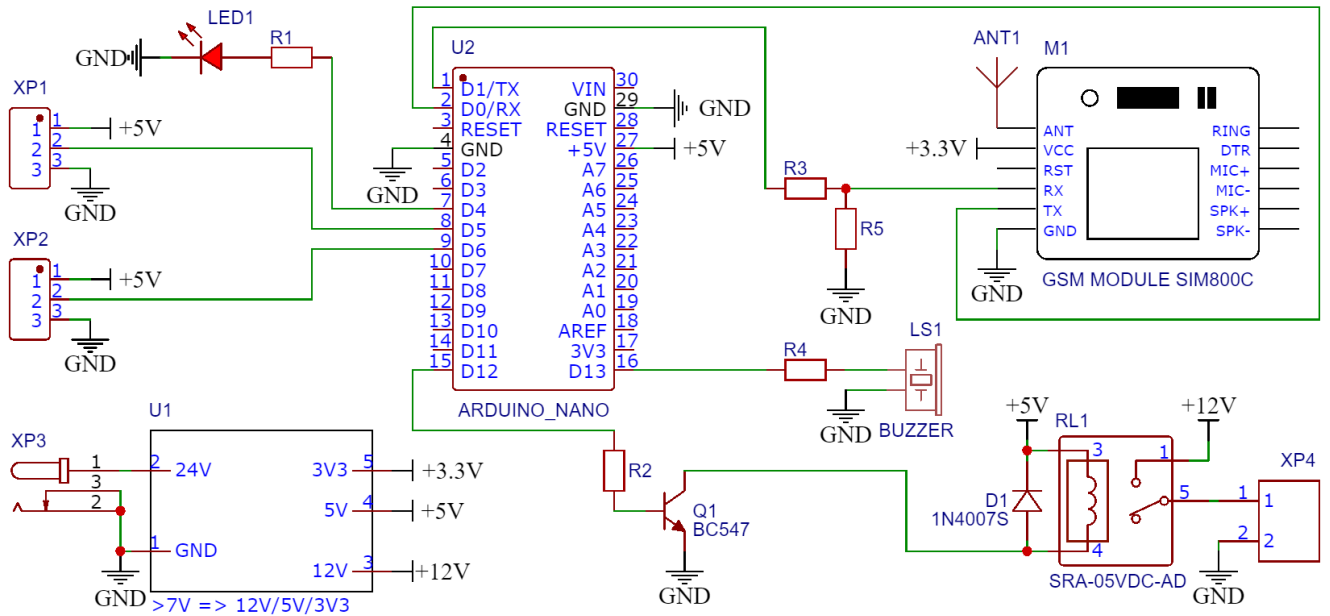 LED1
R1
GND
XP1
1
2
3
1
2
3
+5V
GND
XP2
1
2
3
1
2
3
+5V
GND
U2
1
2
3
4
5
6
7
8
9
10
11
12
13
14
15
D1/TX
D0/RX
RESET
GND
D2
D3
D4
D5
D6
D7
D8
D9
D10
D11
D12
VIN
GND
RESET
+5V
A7
A6
A5
A4
A3
A2
A1
A0
AREF
3V3
D13
30
29
28
27
26
25
24
23
22
21
20
19
18
17
16
ARDUINO_NANO
GND
GND
+5V
R3
R5
GND
ANT1
M1
+3.3V
ANT
VCC
RST
RX
TX
GND
RING
DTR
MIC+
MIC-
SPK+
SPK-
GND
GSM MODULE SIM800C
R4
LS1
GND
BUZZER
U1
XP3
1
3
2
2
24V
1
GND
3V3
5
5V
4
12V
3
+3.3V
+5V
+12V
GND
>7V => 12V/5V/3V3
R2
Q1
BC547
GND
+5V
D1
1N4007S
RL1
3
4
1
5
SRA-05VDC-AD
+12V
XP4
1
1
2
2
GND